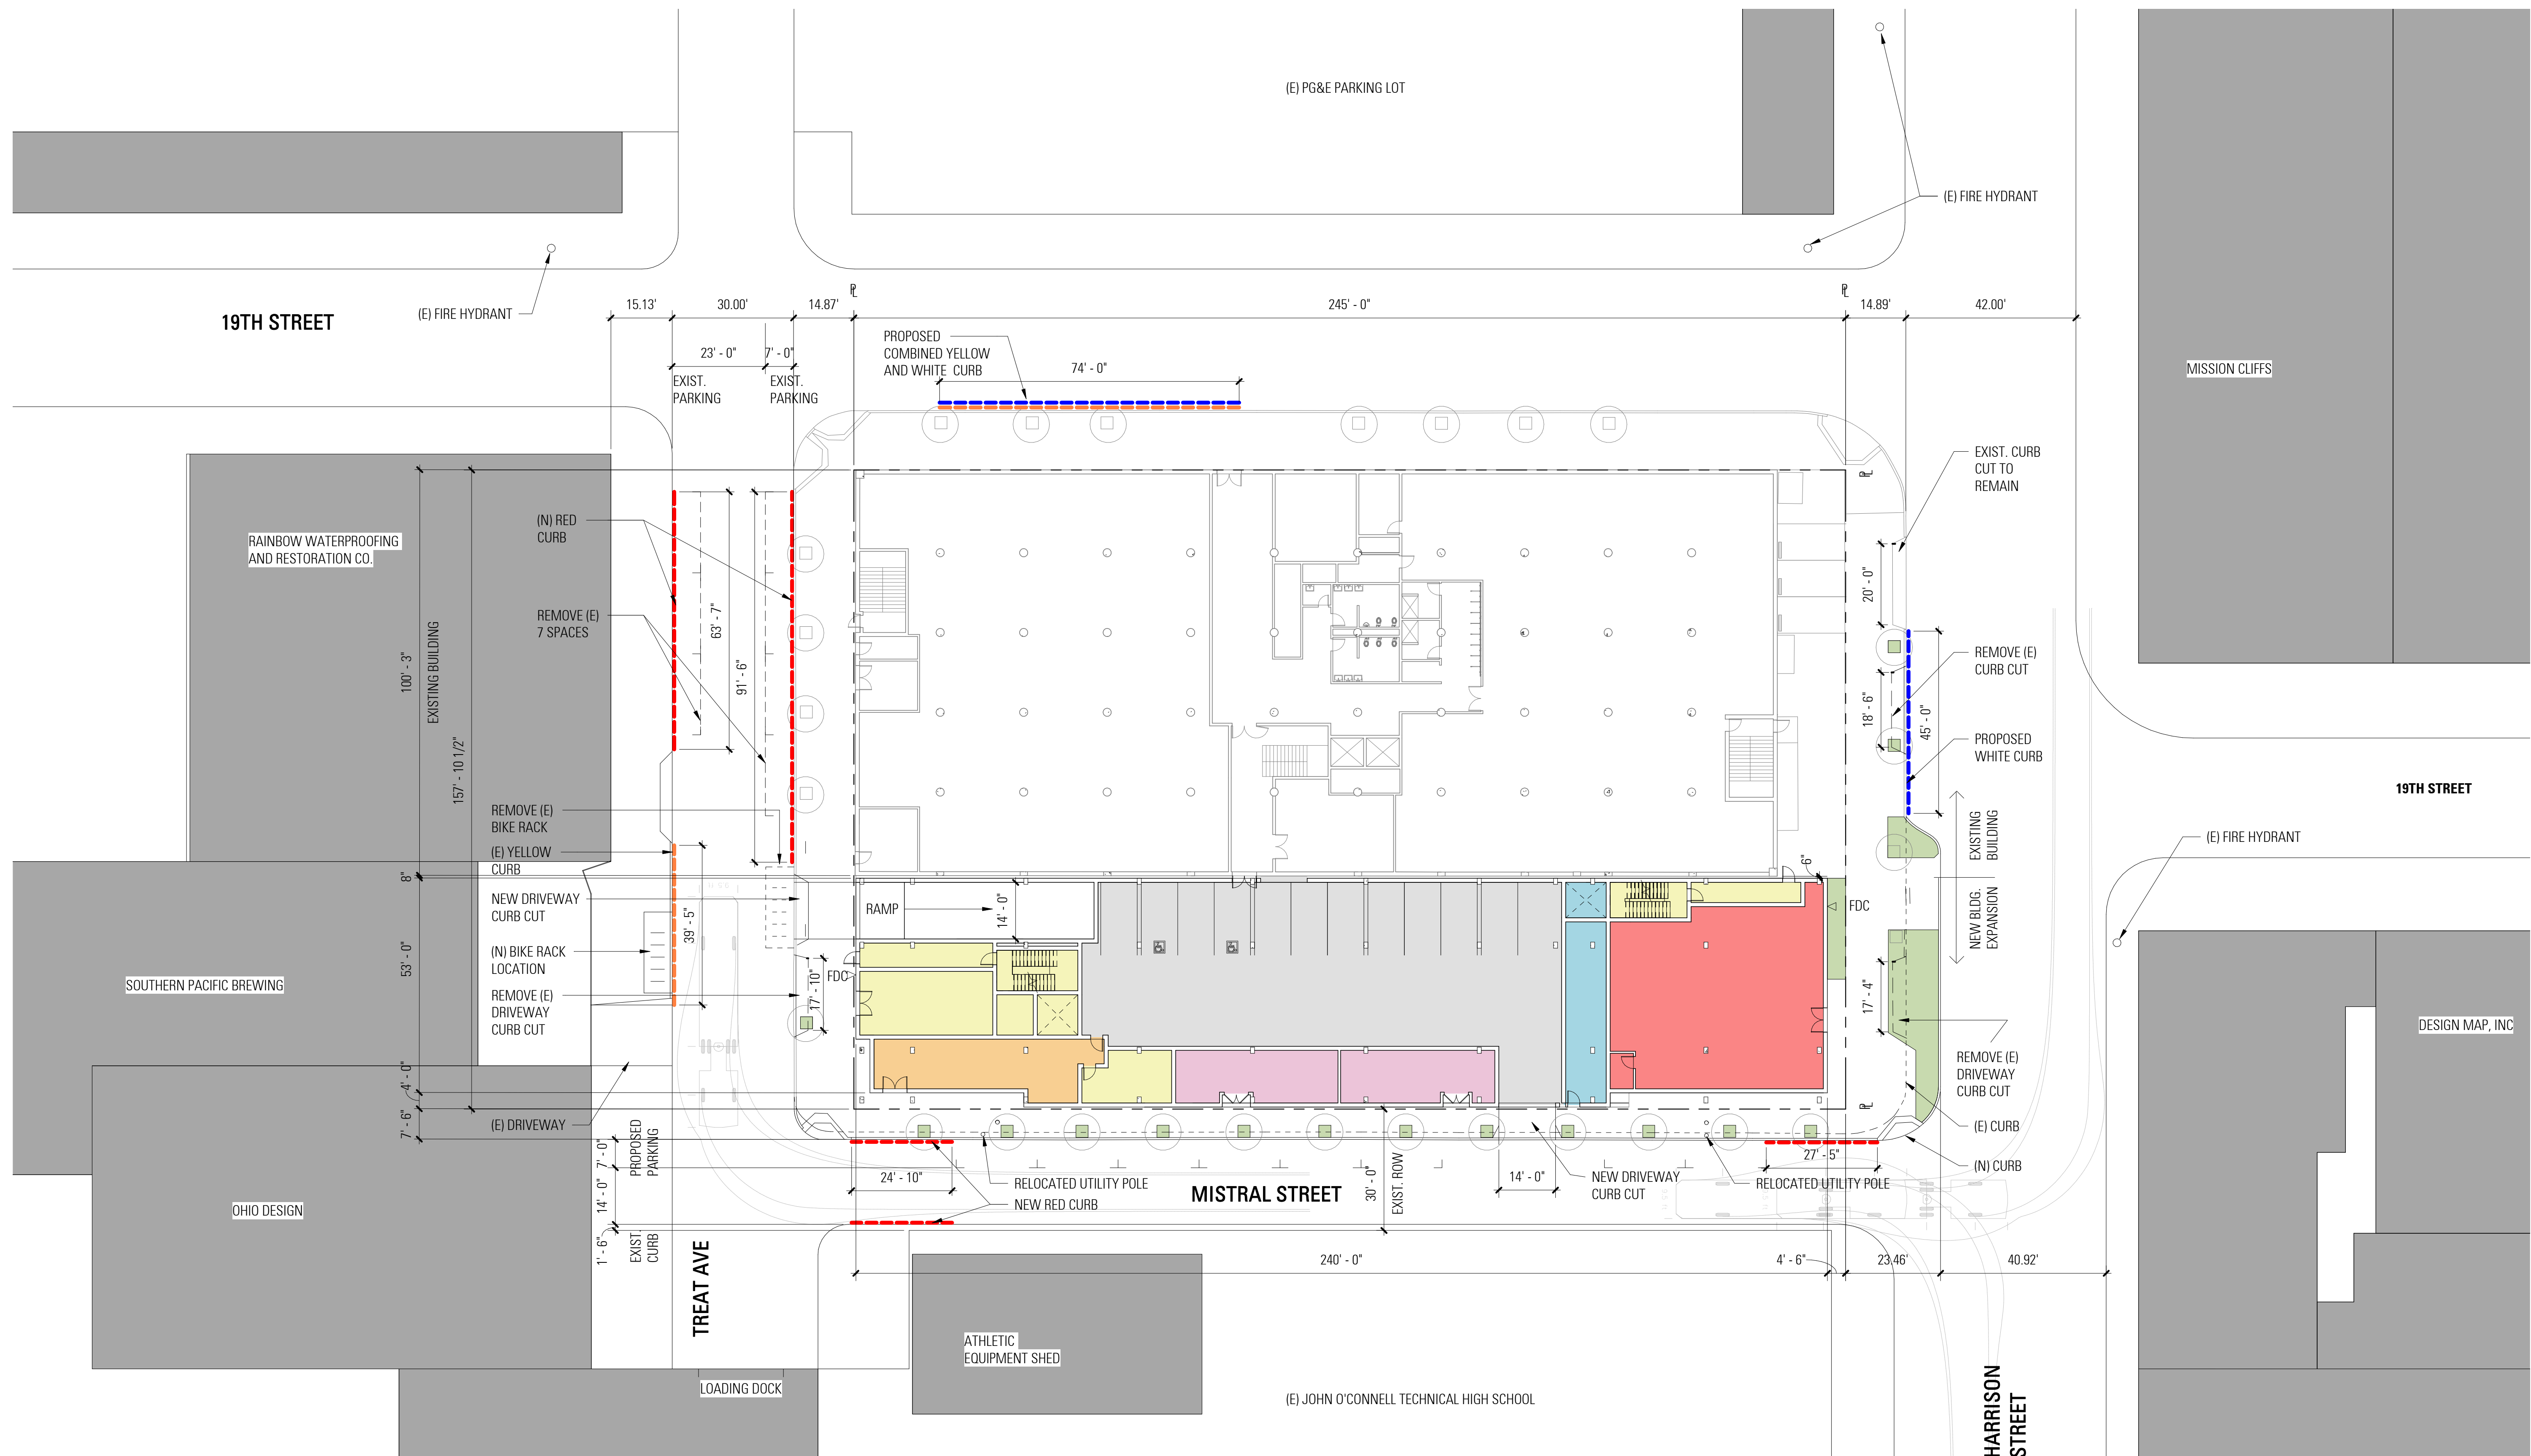 (E) PG&E PARKING LOT
(E) FIRE HYDRANT
19TH STREET
(E) FIRE HYDRANT
15.13'
30.00'
14.87'
PL
245' - 0"
PL
14.89'
42.00'
23' - 0"
7' - 0"
EXIST.
PARKING
EXIST.
PARKING
PROPOSED
COMBINED YELLOW
AND WHITE CURB
74' - 0"
MISSION CLIFFS
EXIST. CURB
CUT TO
REMAIN
PL
RAINBOW WATERPROOFING
AND RESTORATION CO.
(N) RED
CURB
REMOVE (E)
7 SPACES
63' - 7"
91' - 6"
100' - 3"
EXISTING BUILDING
157' - 10 1/2"
20' - 0"
18' - 6"
45' - 0"
REMOVE (E)
CURB CUT
PROPOSED
WHITE CURB
19TH STREET
EXISTING
BUILDING
NEW BLDG.
EXPANSION
(E) FIRE HYDRANT
REMOVE (E)
BIKE RACK
(E) YELLOW
CURB
8"
NEW DRIVEWAY
CURB CUT
39' - 5"
(N) BIKE RACK
LOCATION
53' - 0"
REMOVE (E)
DRIVEWAY
CURB CUT
17' - 10"
FDC
RAMP
14' - 0"
6"
FDC
17' - 4"
SOUTHERN PACIFIC BREWING
DESIGN MAP, INC
REMOVE (E)
DRIVEWAY
CURB CUT
4' - 0"
7' - 6"
(E) DRIVEWAY
PL
(E) CURB
(N) CURB
7' - 0"
PROPOSED
PARKING
14' - 0"
1' - 6"
EXIST.
CURB
24' - 10"
RELOCATED UTILITY POLE
NEW RED CURB
MISTRAL STREET
30' - 0"
EXIST. ROW
14' - 0"
NEW DRIVEWAY
CURB CUT
27' - 5"
RELOCATED UTILITY POLE
OHIO DESIGN
TREAT AVE
240' - 0"
4' - 6"
23.46'
40.92'
ATHLETIC
EQUIPMENT SHED
LOADING DOCK
(E) JOHN O'CONNELL TECHNICAL HIGH SCHOOL
HARRISON
STREET